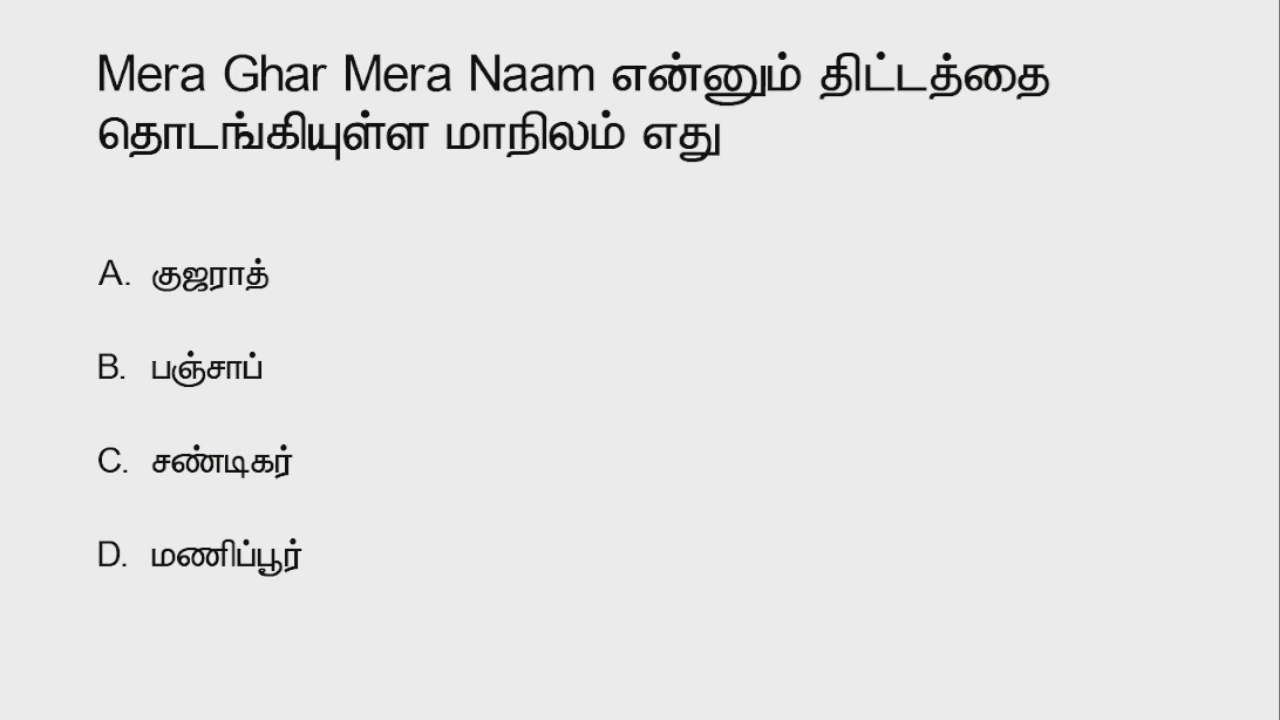 Mera Ghar Mera Naam என்னும் திட்டத்தை
தொடங்கியுள்ள மாநிலம் எது
A. குஜராத்
B. பஞ்சாப்
C. சண்டிகர்
D. மணிப்பூர்